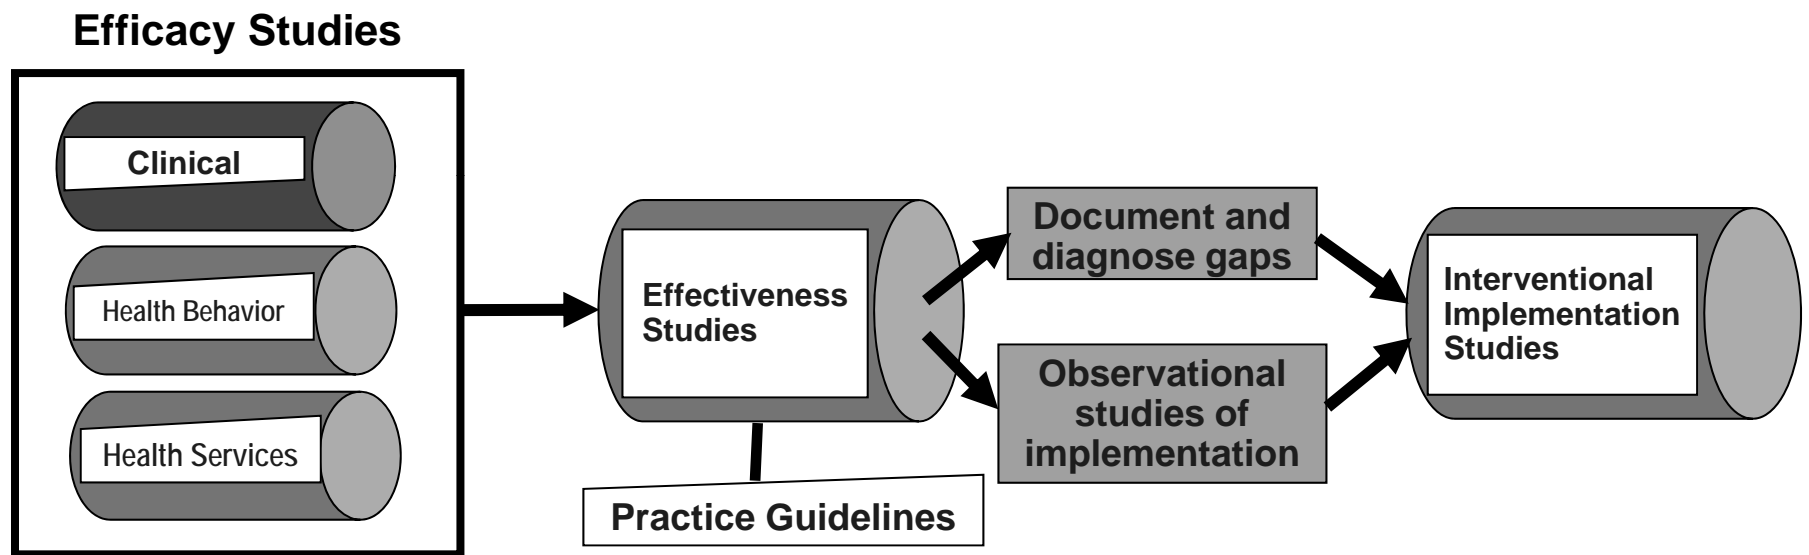 Efficacy Studies
Clinical
Health Behavior
Health Services
Effectiveness
Studies
Practice Guidelines
Document and
diagnose gaps
Observational
studies of
implementation
Interventional
Implementation
Studies